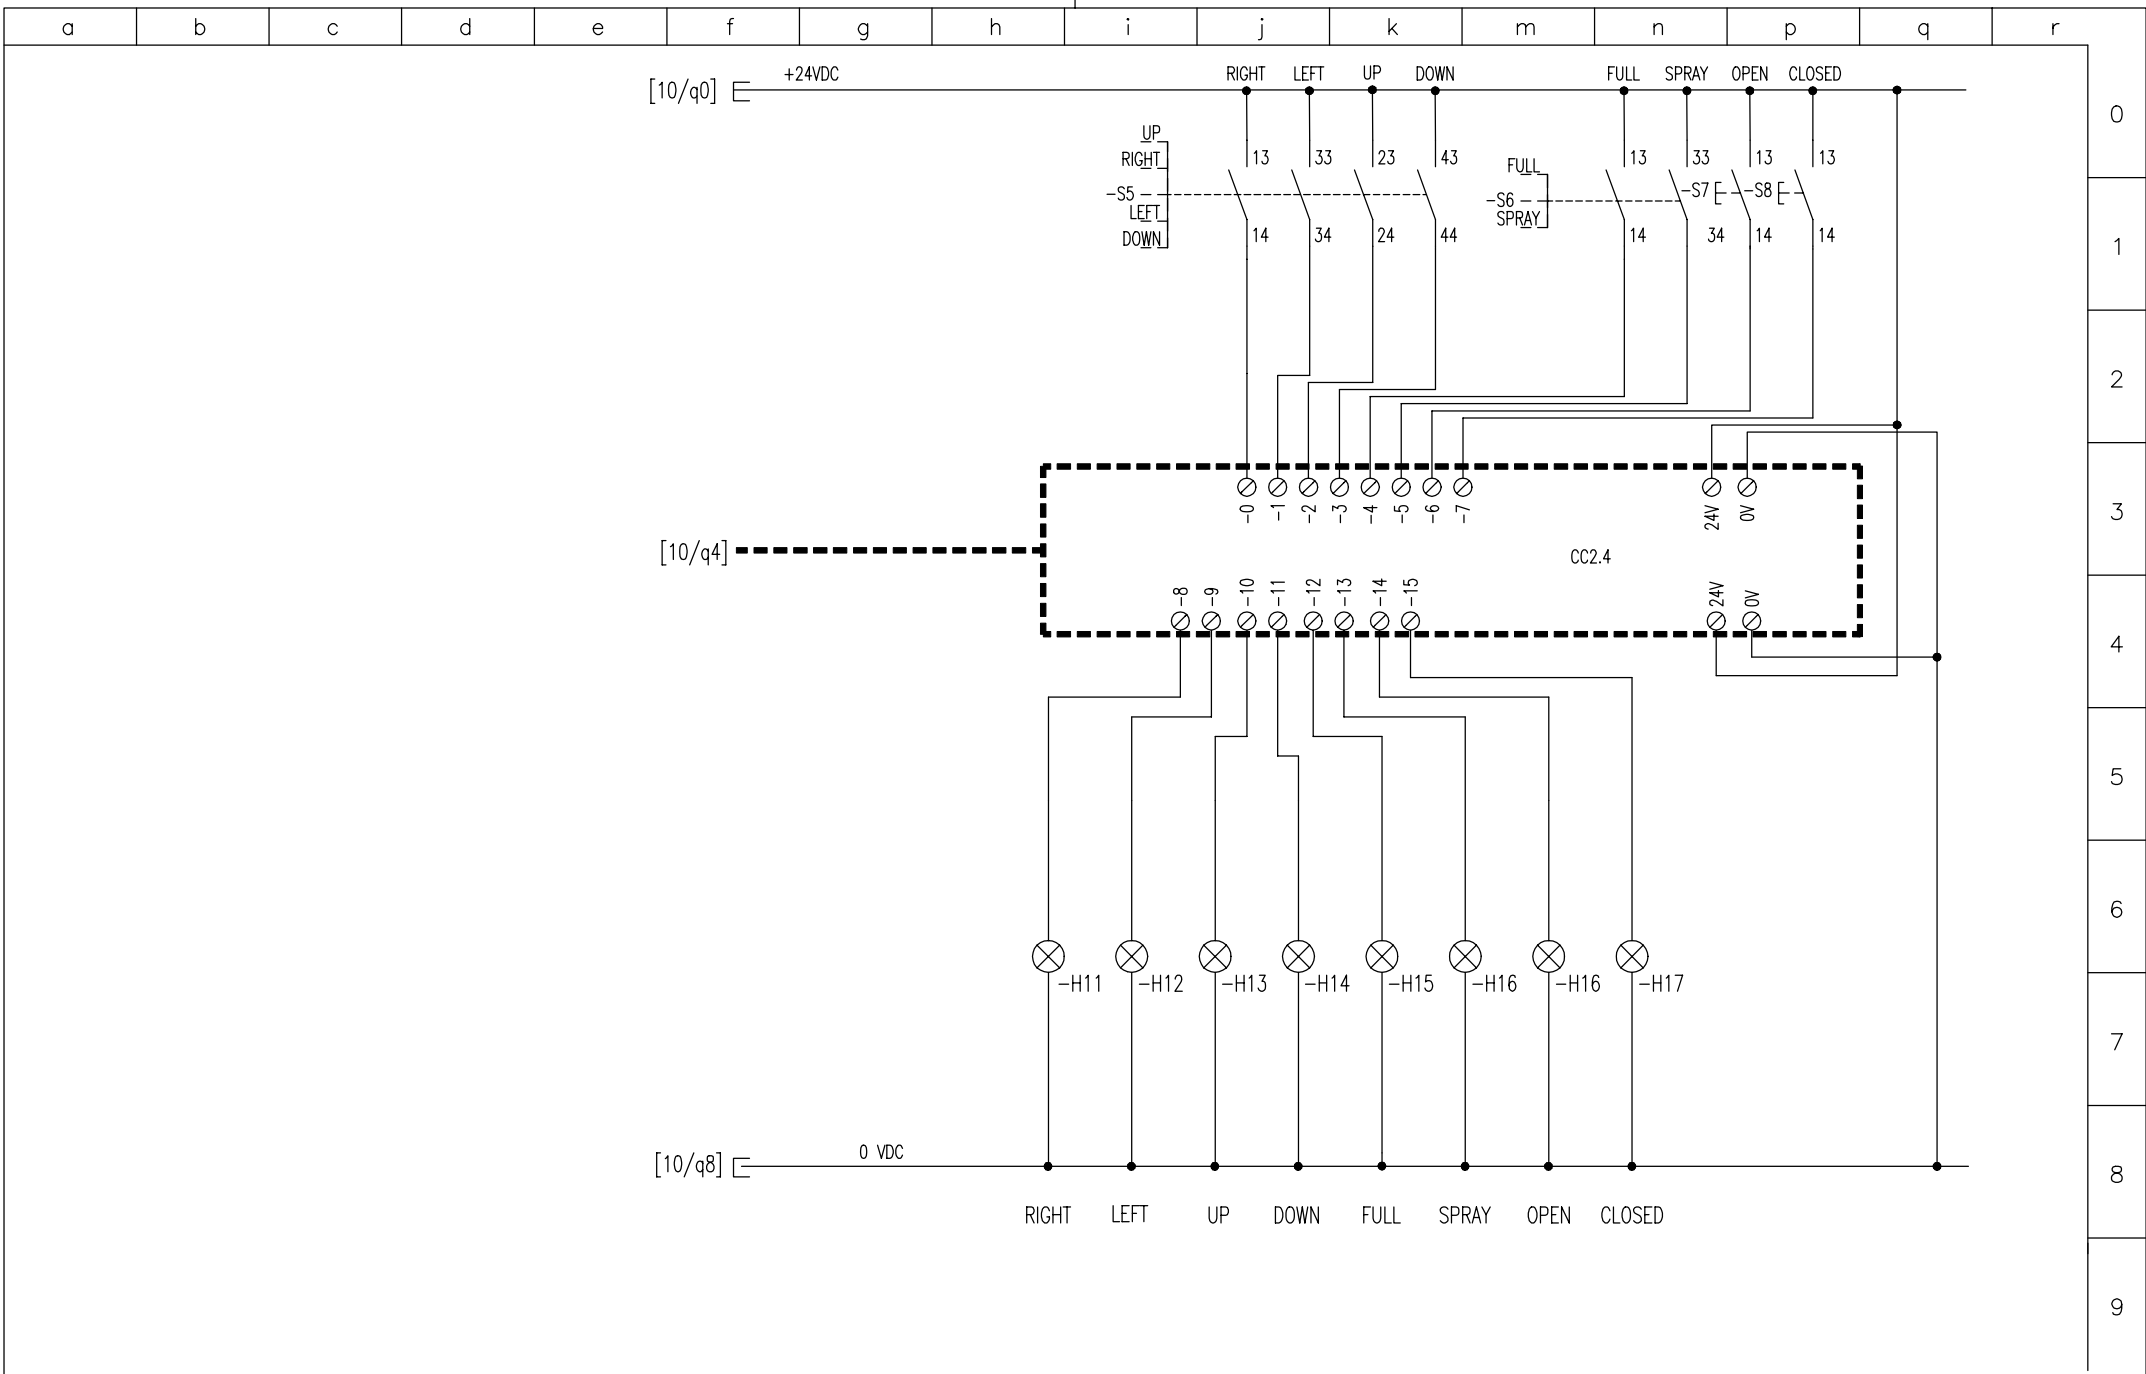 a b c d e f g h i j k m n p q r
[10/q0] +24VDC RIGHT LEFT UP DOWN FULL SPRAY OPEN CLOSED
0
UP
RIGHT 13 33 23 43 FULL 13 33 13 13
-S5 -S6 -S7 -S8
LEFT SPRAY
DOWN 14 34 24 44 14 34 14 14
1
2
-0 -1 -2 -3 -4 -5 -6 -7 24V 0V
3
[10/q4] CC2.4
-8 -9 -10 -11 -12 -13 -14 -15 24V 0V
4
5
6
-H11 -H12 -H13 -H14 -H15 -H16 -H16 -H17
7
[10/q8] 0 VDC
8
RIGHT LEFT UP DOWN FULL SPRAY OPEN CLOSED
9